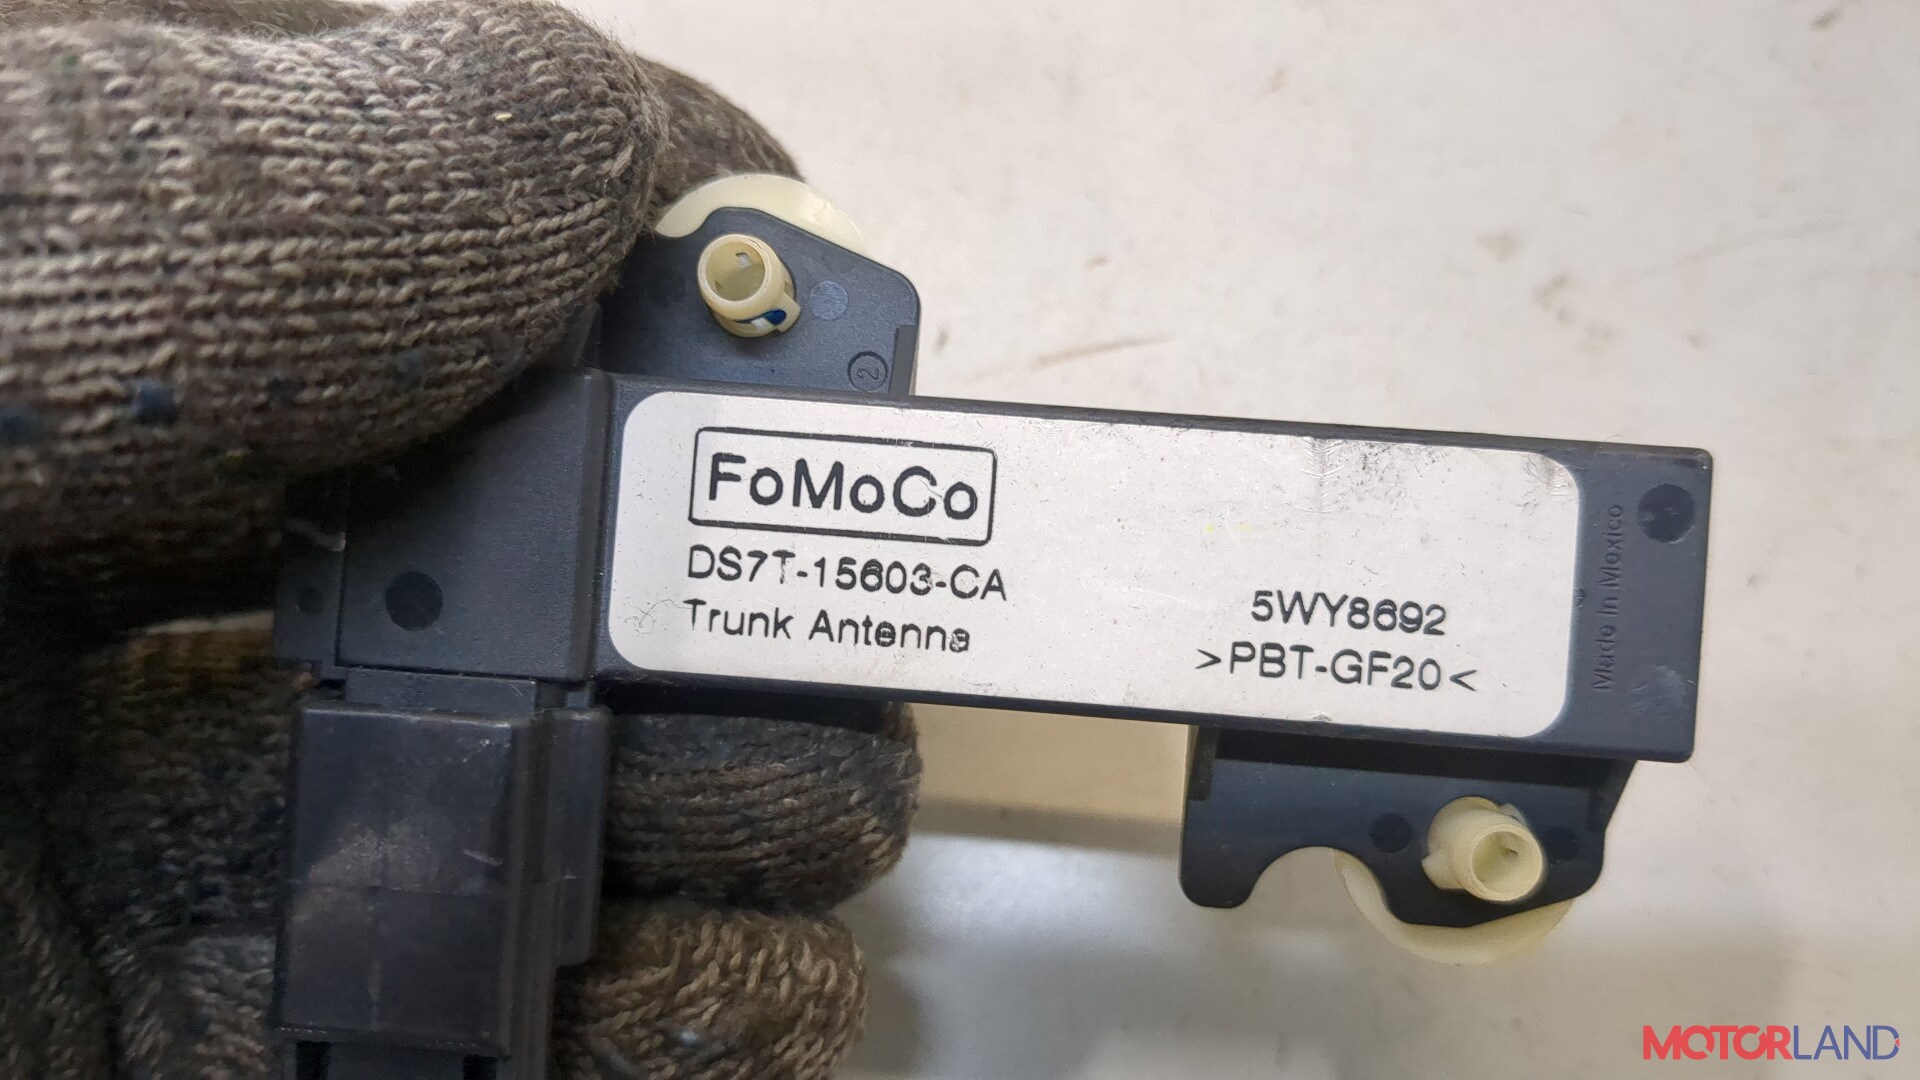 2
FoMoCo
DS7T-15603-CA
Trunk Antenna
5WY8692
>PBT-GF20<
Made in Mexico
MOTORLAND